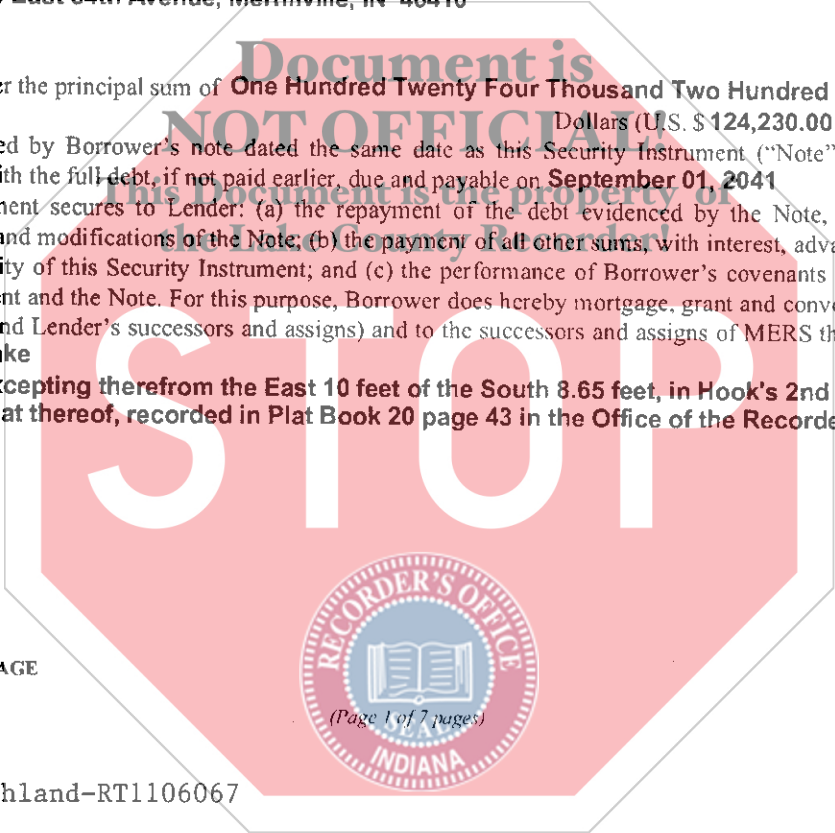 East 84th Avenue, Merrillville, IN 46410
Document is
er the principal sum of One Hundred Twenty Four Thousand Two Hundred
NOT OFFICIAL!
Dollars (U.S. $ 124,230.00
ed by Borrower's note dated the same date as this Security Instrument ("Note"
ith the full debt, if not paid earlier, due and payable on September 01, 2041
This Document is the property of
nent secures to Lender: (a) the repayment of the debt evidenced by the Note,
and modifications of the Note; (b) the payment of all other sums, with interest, adva
the Lake County Recorder!
ity of this Security Instrument; and (c) the performance of Borrower's covenants
nt and the Note. For this purpose, Borrower does hereby mortgage, grant and conve
nd Lender's successors and assigns) and to the successors and assigns of MERS th
ke
xcepting therefrom the East 10 feet of the South 8.65 feet, in Hook's 2nd
at thereof, recorded in Plat Book 20 page 43 in the Office of the Recorde
STOP
RECORDER'S OFFICE
AGE
(Page 1 of 7 pages)
SEAL
INDIANA
hland-RT1106067